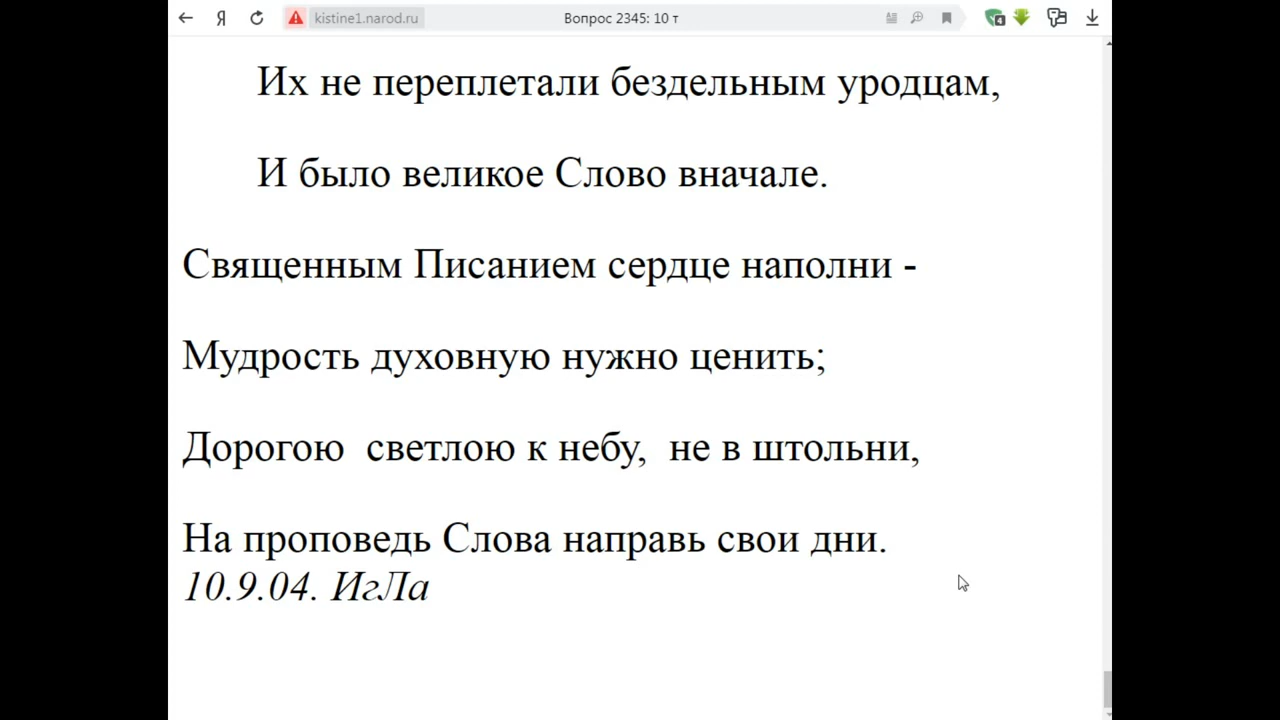 Я kistine1.narod.ru Вопрос 2345: 10 т 4
Их не переплетали бездельным уродцам,
И было великое Слово вначале.
Священным Писанием сердце наполни -
Мудрость духовную нужно ценить;
Дорогою светлою к небу, не в штольни,
На проповедь Слова направь свои дни.
10.9.04. ИгЛа